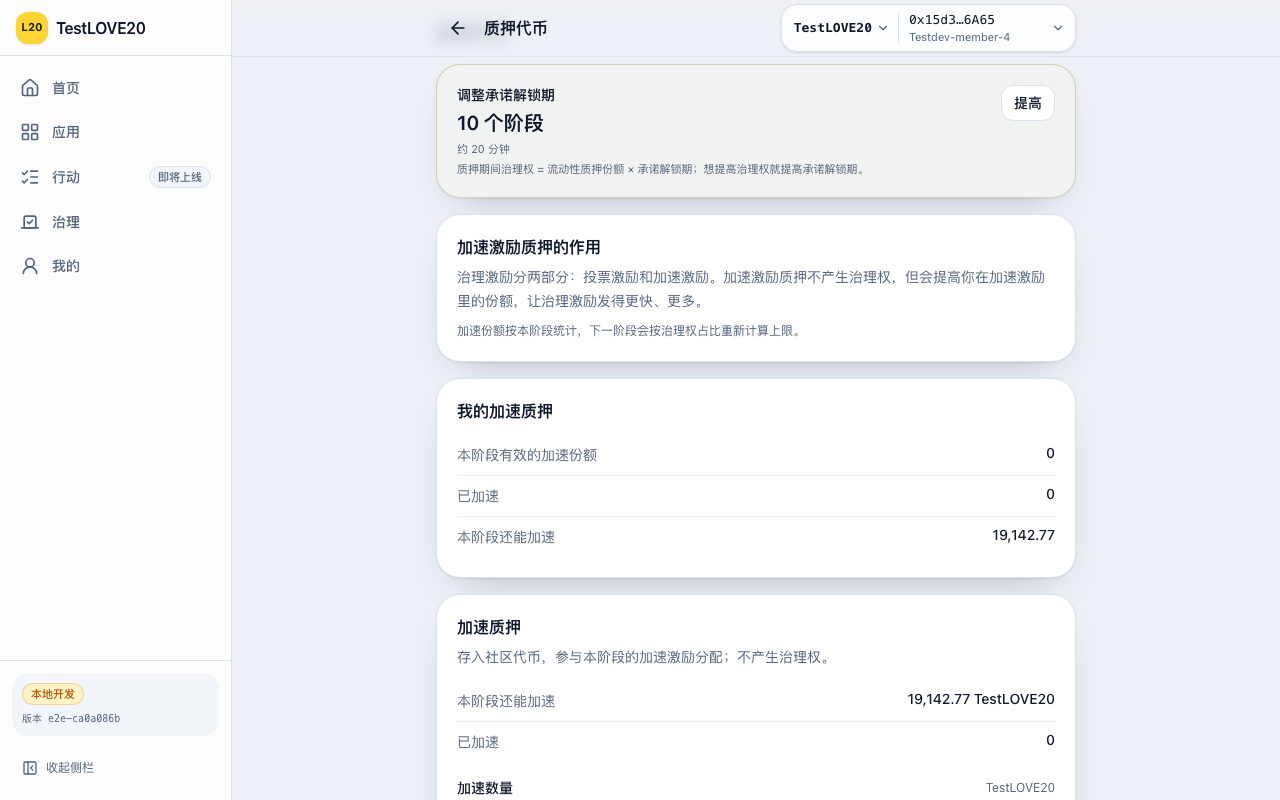 L20 TestLOVE20
首页
应用
行动 即将上线
治理
我的
本地开发
版本 e2e-ca0a086b
收起侧栏
质押代币
TestLOVE20
0x15d3…6A65
Testdev-member-4
调整承诺解锁期
提高
10 个阶段
约 20 分钟
质押期间治理权 = 流动性质押份额 × 承诺解锁期；想提高治理权就提高承诺解锁期。
加速激励质押的作用
治理激励分两部分：投票激励和加速激励。加速激励质押不产生治理权，但会提高你在加速激励
里的份额，让治理激励发得更快、更多。
加速份额按本阶段统计，下一阶段会按治理权占比重新计算上限。
我的加速质押
本阶段有效的加速份额 0
已加速 0
本阶段还能加速 19,142.77
加速质押
存入社区代币，参与本阶段的加速激励分配；不产生治理权。
本阶段还能加速 19,142.77 TestLOVE20
已加速 0
加速数量 TestLOVE20